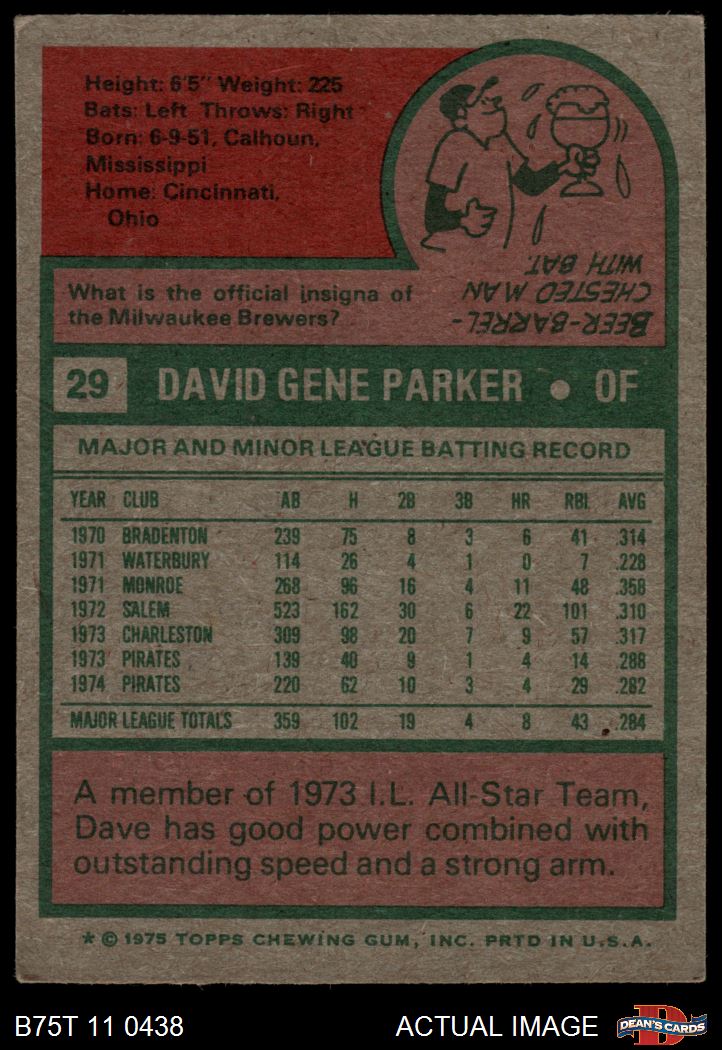 Height: 6'5" Weight: 225
Bats: Left Throws: Right
Born: 6-9-51, Calhoun,
Mississippi
Home: Cincinnati,
Ohio
What is the official insigna of
the Milwaukee Brewers?
BEER-BARREL-
CHESTED MAN
WITH BAT.
29 DAVID GENE PARKER • OF
MAJOR AND MINOR LEAGUE BATTING RECORD
YEAR CLUB AB H 2B 3B HR RBI AVG
1970 BRADENTON 239 75 8 3 6 41 .314
1971 WATERBURY 114 26 4 1 0 7 .228
1971 MONROE 268 96 16 4 11 48 .358
1972 SALEM 523 162 30 6 22 101 .310
1973 CHARLESTON 309 98 20 7 9 57 .317
1973 PIRATES 139 40 9 1 4 14 .288
1974 PIRATES 220 62 10 3 4 29 .282
MAJOR LEAGUE TOTALS 359 102 19 4 8 43 .284
A member of 1973 I.L. All-Star Team,
Dave has good power combined with
outstanding speed and a strong arm.
* © 1975 TOPPS CHEWING GUM, INC. PRTD IN U.S.A.
B75T 11 0438 ACTUAL IMAGE D DEAN'S CARDS